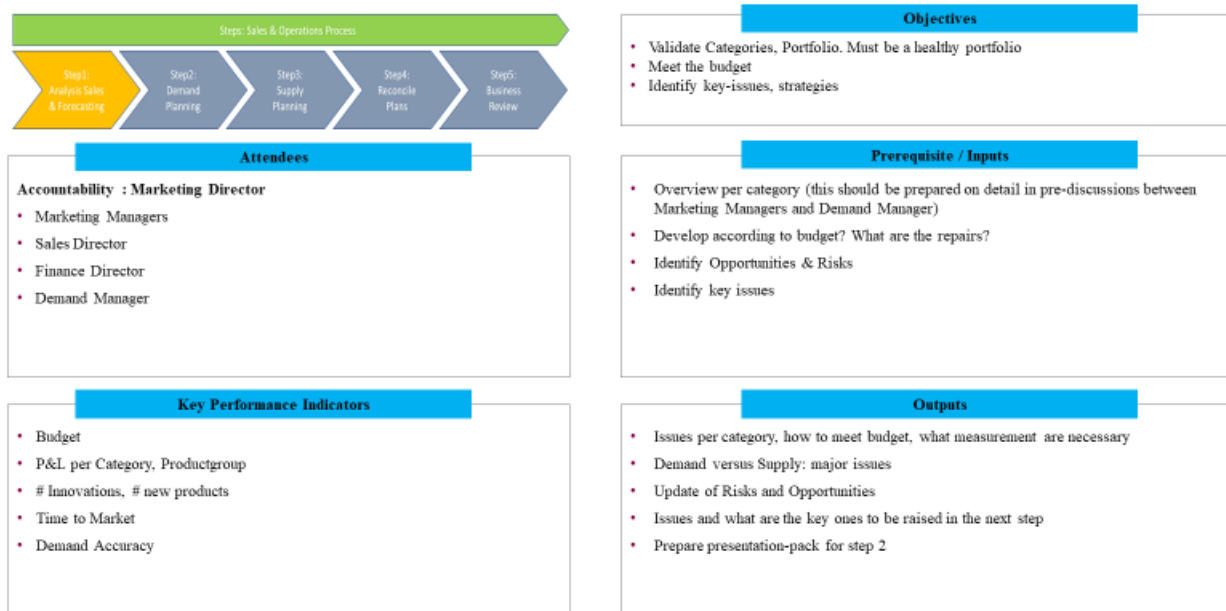 Steps: Sales & Operations Process
Step1:
Analysis Sales
& Forecasting
Step2:
Demand
Planning
Step3:
Supply
Planning
Step4:
Reconcile
Plans
Step5:
Business
Review
Objectives
• Validate Categories, Portfolio. Must be a healthy portfolio
• Meet the budget
• Identify key-issues, strategies
Attendees
Accountability : Marketing Director
• Marketing Managers
• Sales Director
• Finance Director
• Demand Manager
Prerequisite / Inputs
• Overview per category (this should be prepared on detail in pre-discussions between
Marketing Managers and Demand Manager)
• Develop according to budget? What are the repairs?
• Identify Opportunities & Risks
• Identify key issues
Key Performance Indicators
• Budget
• P&L per Category, Productgroup
• # Innovations, # new products
• Time to Market
• Demand Accuracy
Outputs
• Issues per category, how to meet budget, what measurement are necessary
• Demand versus Supply: major issues
• Update of Risks and Opportunities
• Issues and what are the key ones to be raised in the next step
• Prepare presentation-pack for step 2